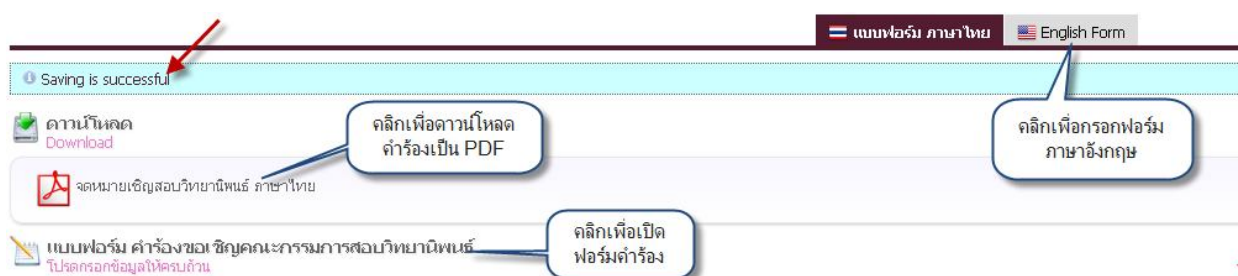 แบบฟอร์ม ภาษาไทย
English Form
Saving is successful
ดาวน์โหลด
Download
คลิกเพื่อดาวน์โหลด
คำร้องเป็น PDF
คลิกเพื่อกรอกฟอร์ม
ภาษาอังกฤษ
จดหมายเชิญสอบวิทยานิพนธ์ ภาษาไทย
แบบฟอร์ม คำร้องขอเชิญคณะกรรมการสอบวิทยานิพนธ์
โปรดกรอกข้อมูลให้ครบถ้วน
คลิกเพื่อเปิด
ฟอร์มคำร้อง